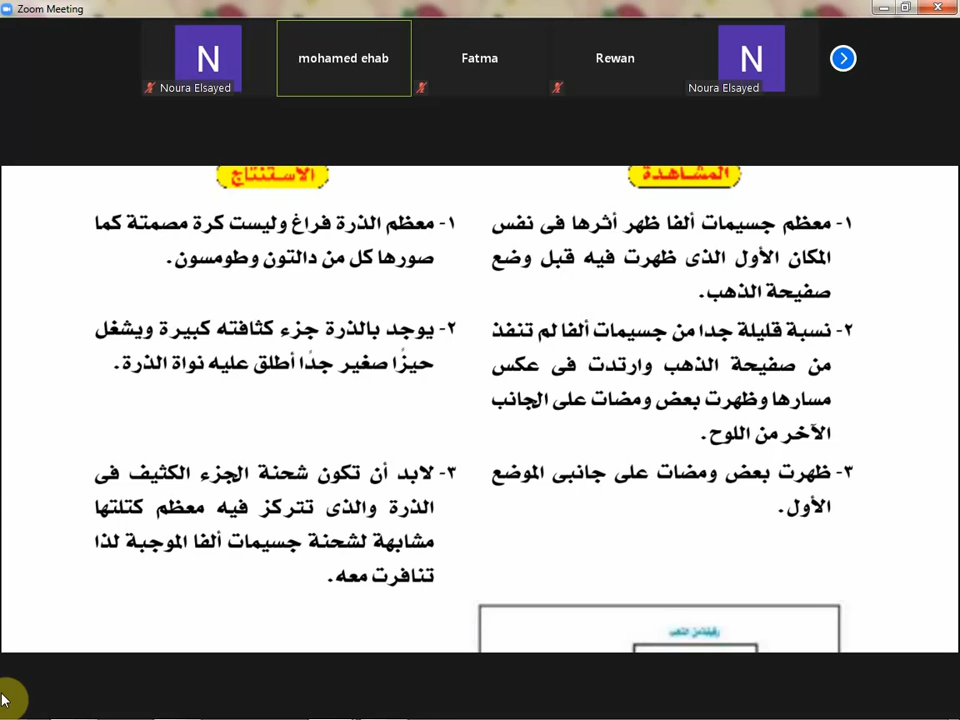 Zoom Meeting
N
Noura Elsayed
mohamed ehab
Fatma
Rewan
N
Noura Elsayed
المشاهدة
١- معظم جسيمات ألفا ظهر أثرها فى نفس
المكان الأول الذى ظهرت فيه قبل وضع
صفيحة الذهب.
٢- نسبة قليلة جدا من جسيمات ألفا لم تنفذ
من صفيحة الذهب وارتدت فى عكس
مسارها وظهرت بعض ومضات على الجانب
الآخر من اللوح.
٣- ظهرت بعض ومضات على جانبى الموضع
الأول.
الاستنتاج
١- معظم الذرة فراغ وليست كرة مصمتة كما
صورها كل من دالتون وطومسون.
٢- يوجد بالذرة جزء كثافته كبيرة ويشغل
حيزًا صغير جدًا أطلق عليه نواة الذرة.
٣- لابد أن تكون شحنة الجزء الكثيف فى
الذرة والذى تتركز فيه معظم كتلتها
مشابهة لشحنة جسيمات ألفا الموجبة لذا
تنافرت معه.
رقيقة من الذهب